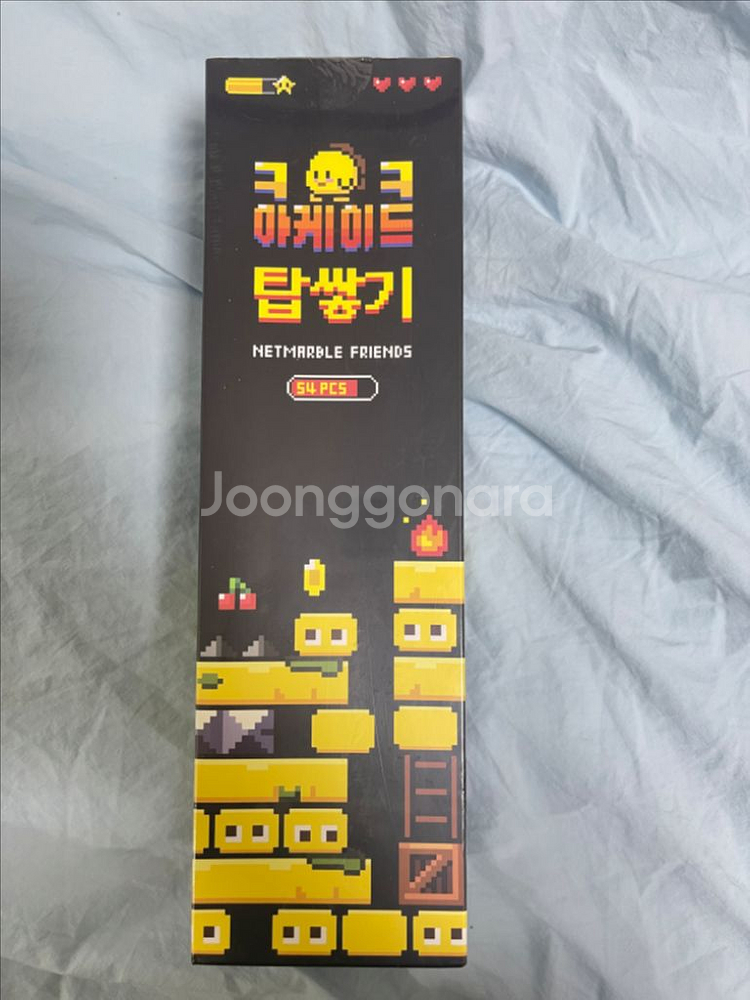 ㅋ ㅋ
아케이드
탑쌓기
NETMARBLE FRIENDS
54 PCS
Joonggonara